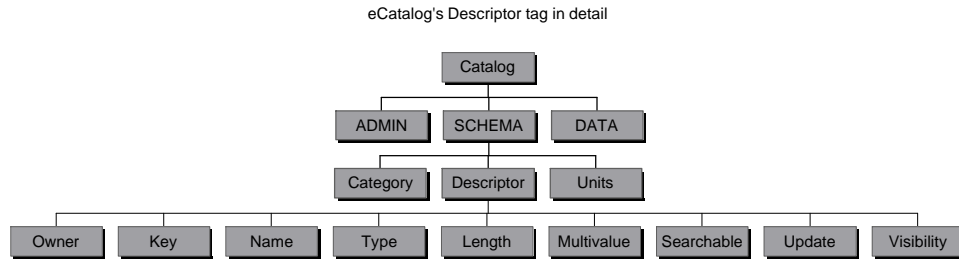 eCatalog's Descriptor tag in detail
Catalog
ADMIN SCHEMA DATA
Category Descriptor Units
Owner Key Name Type Length Multivalue Searchable Update Visibility